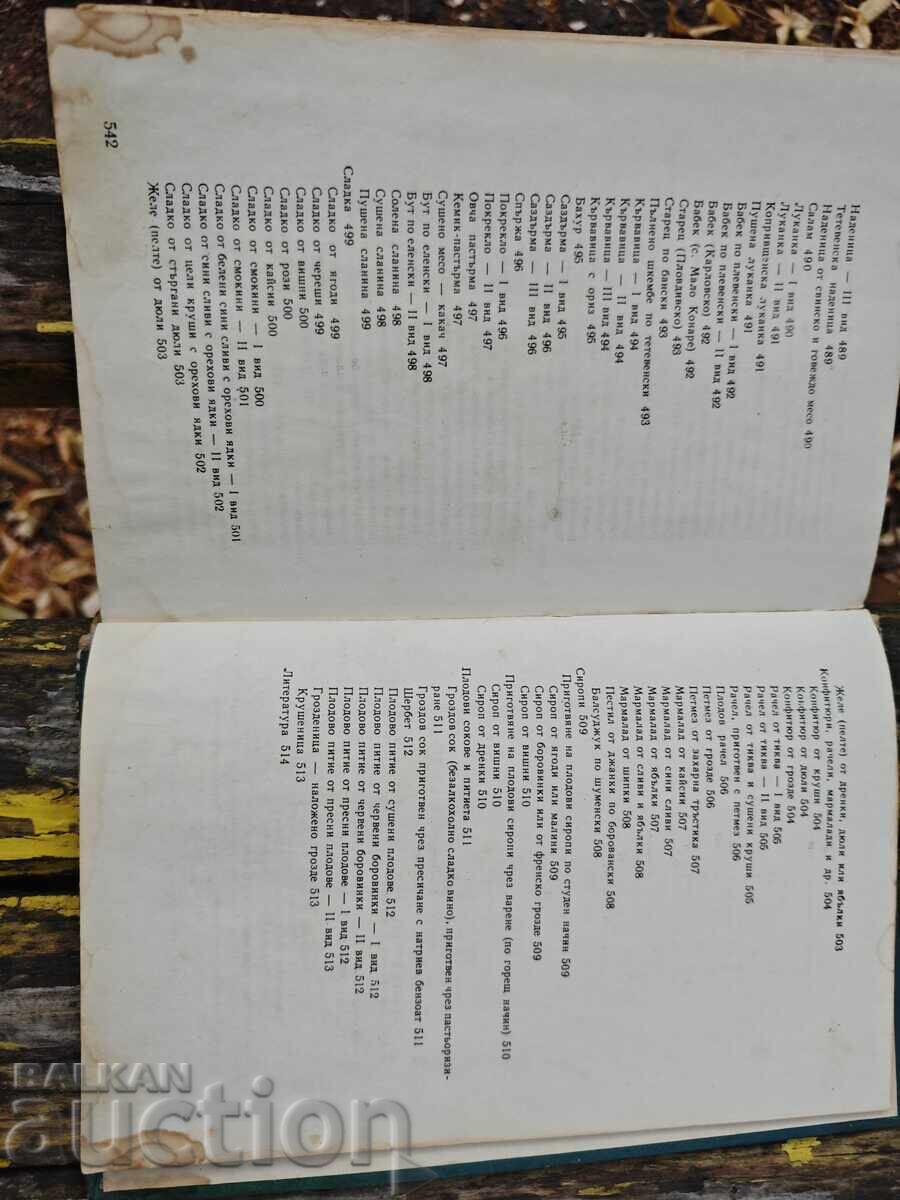 Наденица — III вид 489
Тетевенска наденица 489
Наденица от свинско и говеждо месо 490
Салам 490
Луканка — I вид 490
Луканка — II вид 491
Копривщенска луканка 491
Пушена луканка 491
Бабек по плевенски — I вид 492
Бабек по плевенски — II вид 492
Бабек (Карловско) 492
Бабек (с. Мало Конаре) 492
Старец (Пловдивско) 493
Старец по бански 493
Пълнено шкембе по тетевенски 493
Кървавица — I вид 494
Кървавица — II вид 494
Кървавица — III вид 494
Кървавица с ориз 495
Бахур 495
Саздърма — I вид 495
Саздърма — II вид 496
Саздърма — III вид 496
Спържа 496
Покрекло — I вид 496
Покрекло — II вид 497
Овча пастърма 497
Кемик-пастърма 497
Сушено месо — какач 497
Бут по еленски — I вид 498
Бут по еленски — II вид 498
Солена сланина 498
Сушена сланина 498
Пушена сланина 499
Сладка 499
Сладко от ягоди 499
Сладко от череши 499
Сладко от вишни 500
Сладко от рози 500
Сладко от кайсии 500
Сладко от смокини — I вид 500
Сладко от смокини — II вид 501
Сладко от белени сини сливи с орехови ядки — I вид 501
Сладко от сини сливи с орехови ядки — II вид 502
Сладко от цели круши с орехови ядки 502
Сладко от стъргани дюли 503
Желе (пелте) от дюли 503
542
Желе (пелте) от дренки, дюли или ябълки 503
Конфитюри, рачели, мармалади и др. 504
Конфитюр от круши 504
Конфитюр от дюли 504
Конфитюр от грозде 504
Рачел от тиква — I вид 505
Рачел от тиква — II вид 505
Рачел от тиква и сушени круши 505
Рачел, приготвен с петмез 506
Плодов рачел 506
Петмез от грозде 506
Петмез от захарна тръстика 507
Мармалад от кайсии 507
Мармалад от сини сливи 507
Мармалад от ябълки 507
Мармалад от сливи и ябълки 508
Мармалад от шипки 508
Пестил от джанки по боровански 508
Балсуджук по шуменски 508
Сиропи 509
Приготвяне на плодови сиропи по студен начин 509
Сироп от ягоди или малини 509
Сироп от боровинки или от френско грозде 509
Сироп от вишни 510
Приготвяне на плодови сиропи чрез варене (по горещ начин) 510
Сироп от вишни 510
Сироп от дренки 510
Плодови сокове и питиета 511
Гроздов сок (безалкохолно сладко вино), приготвен чрез пастьоризи-
ране 511
Гроздов сок приготвен чрез пресичане с натриев бензоат 511
Шербет 512
Плодово питие от сушени плодове 512
Плодово питие от червени боровинки — I вид 512
Плодово питие от червени боровинки — II вид 512
Плодово питие от пресни плодове — I вид 512
Плодово питие от пресни плодове — II вид 513
Грозденица — наложено грозде 513
Крушеница 513
Литература 514
BALKAN
auction